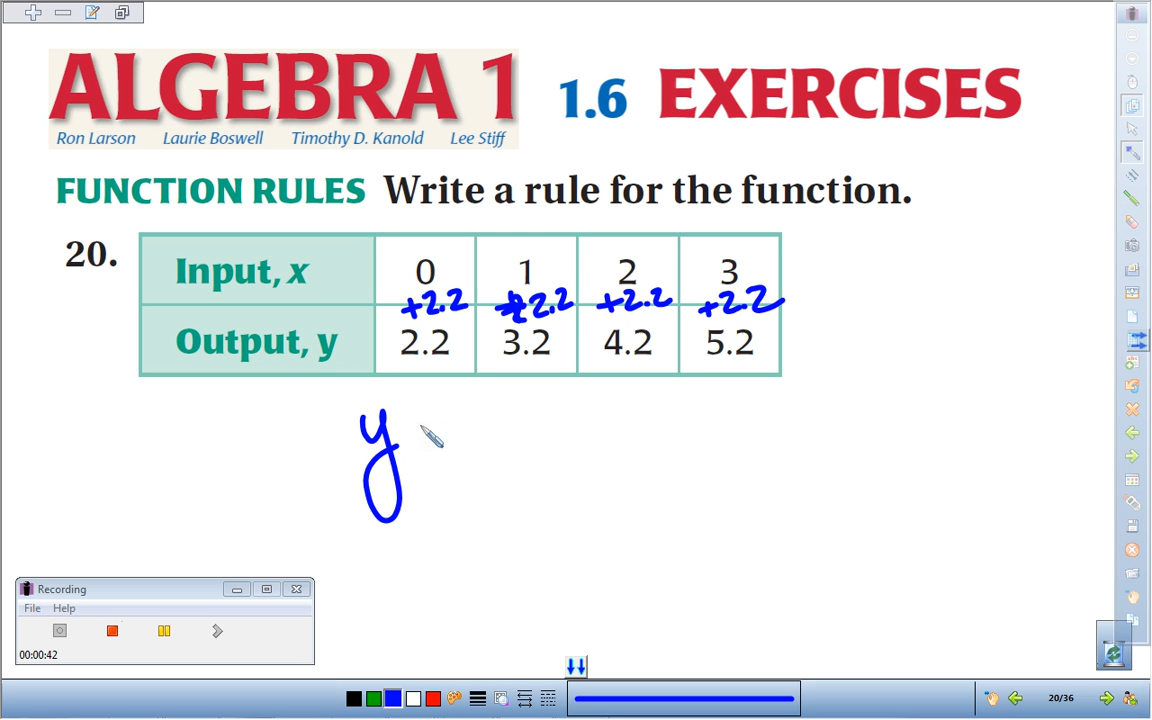 ALGEBRA 1 1.6 EXERCISES
Ron Larson Laurie Boswell Timothy D. Kanold Lee Stiff
FUNCTION RULES Write a rule for the function.
20.
Input, x 0 1 2 3
+2.2 +2.2 +2.2 +2.2
Output, y 2.2 3.2 4.2 5.2
y
Recording
File Help
00:00:42
20/36